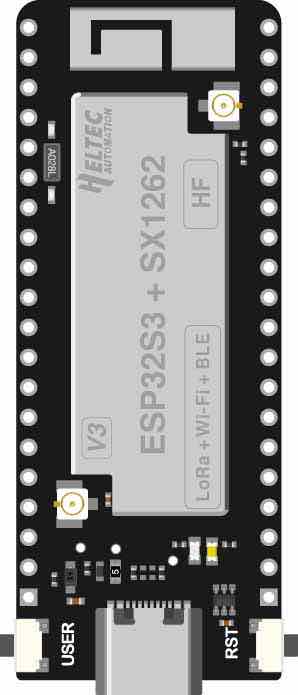 A028L
HELTEC
AUTOMATION
HF
ESP32S3 + SX1262
V3
LoRa + Wi-Fi + BLE
5
USER
RST